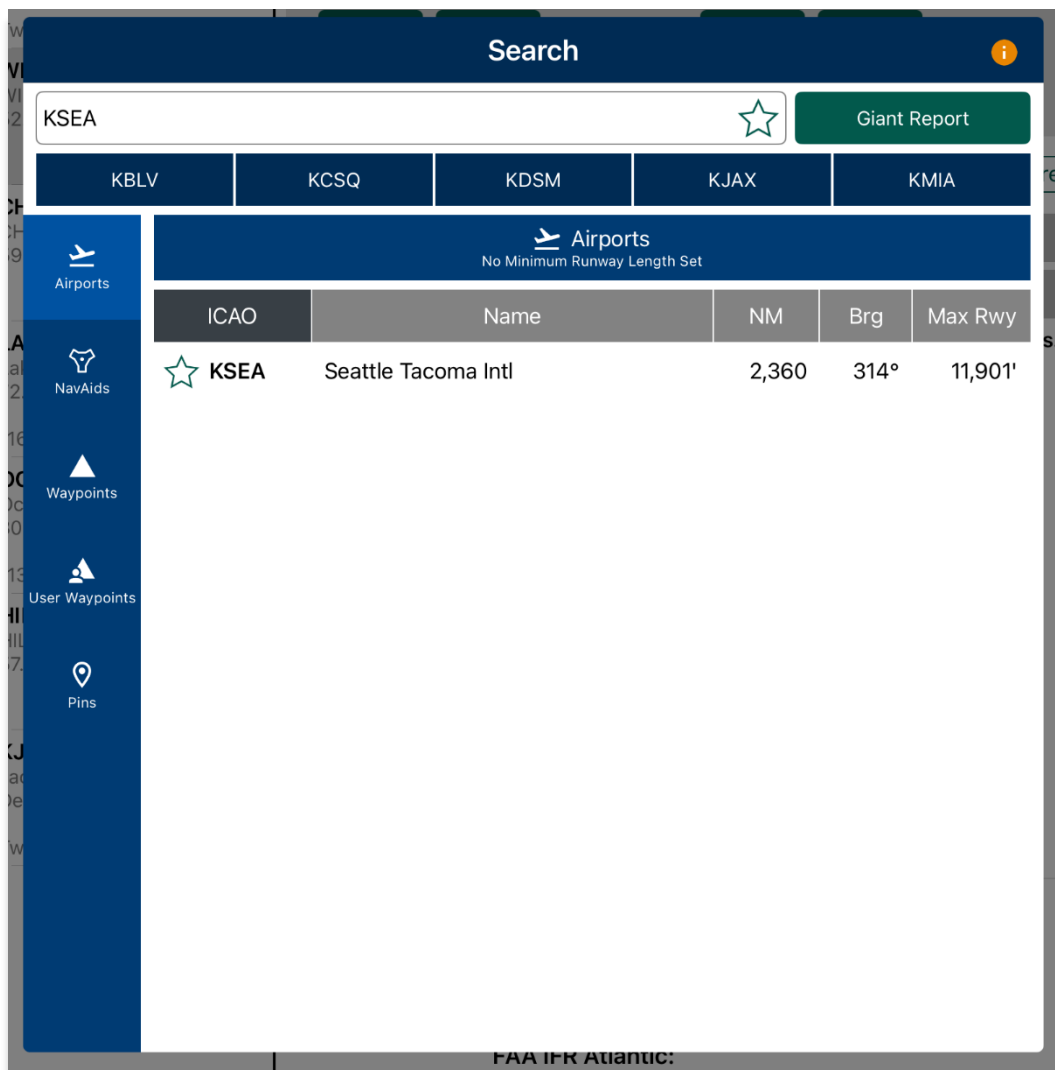 Search
KSEA
Giant Report
KBLV KCSQ KDSM KJAX KMIA
Airports
Airports
No Minimum Runway Length Set
ICAO Name NM Brg Max Rwy
KSEA Seattle Tacoma Intl 2,360 314° 11,901'
NavAids
Waypoints
User Waypoints
Pins
FAA IFR Atlantic: